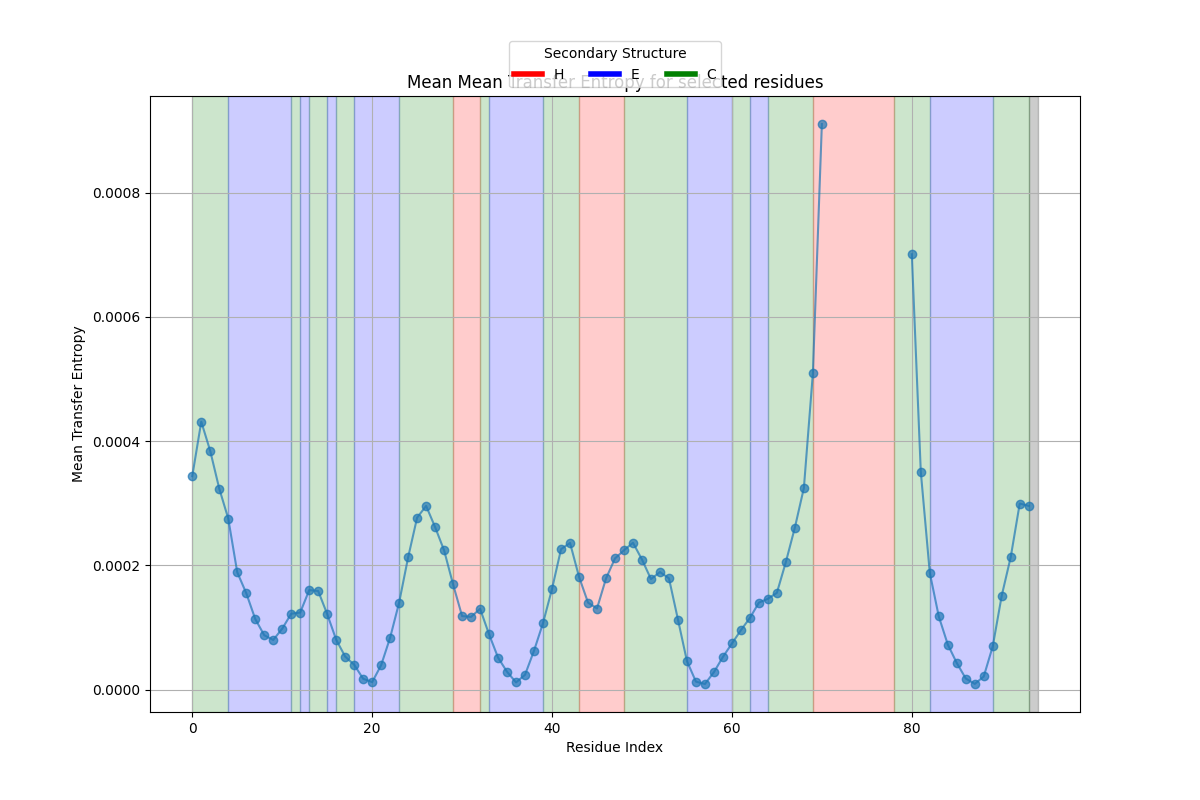 Secondary Structure
H E C
Mean Mean Transfer Entropy for selected residues
Mean Transfer Entropy
0.0008
0.0006
0.0004
0.0002
0.0000
0 20 40 60 80
Residue Index